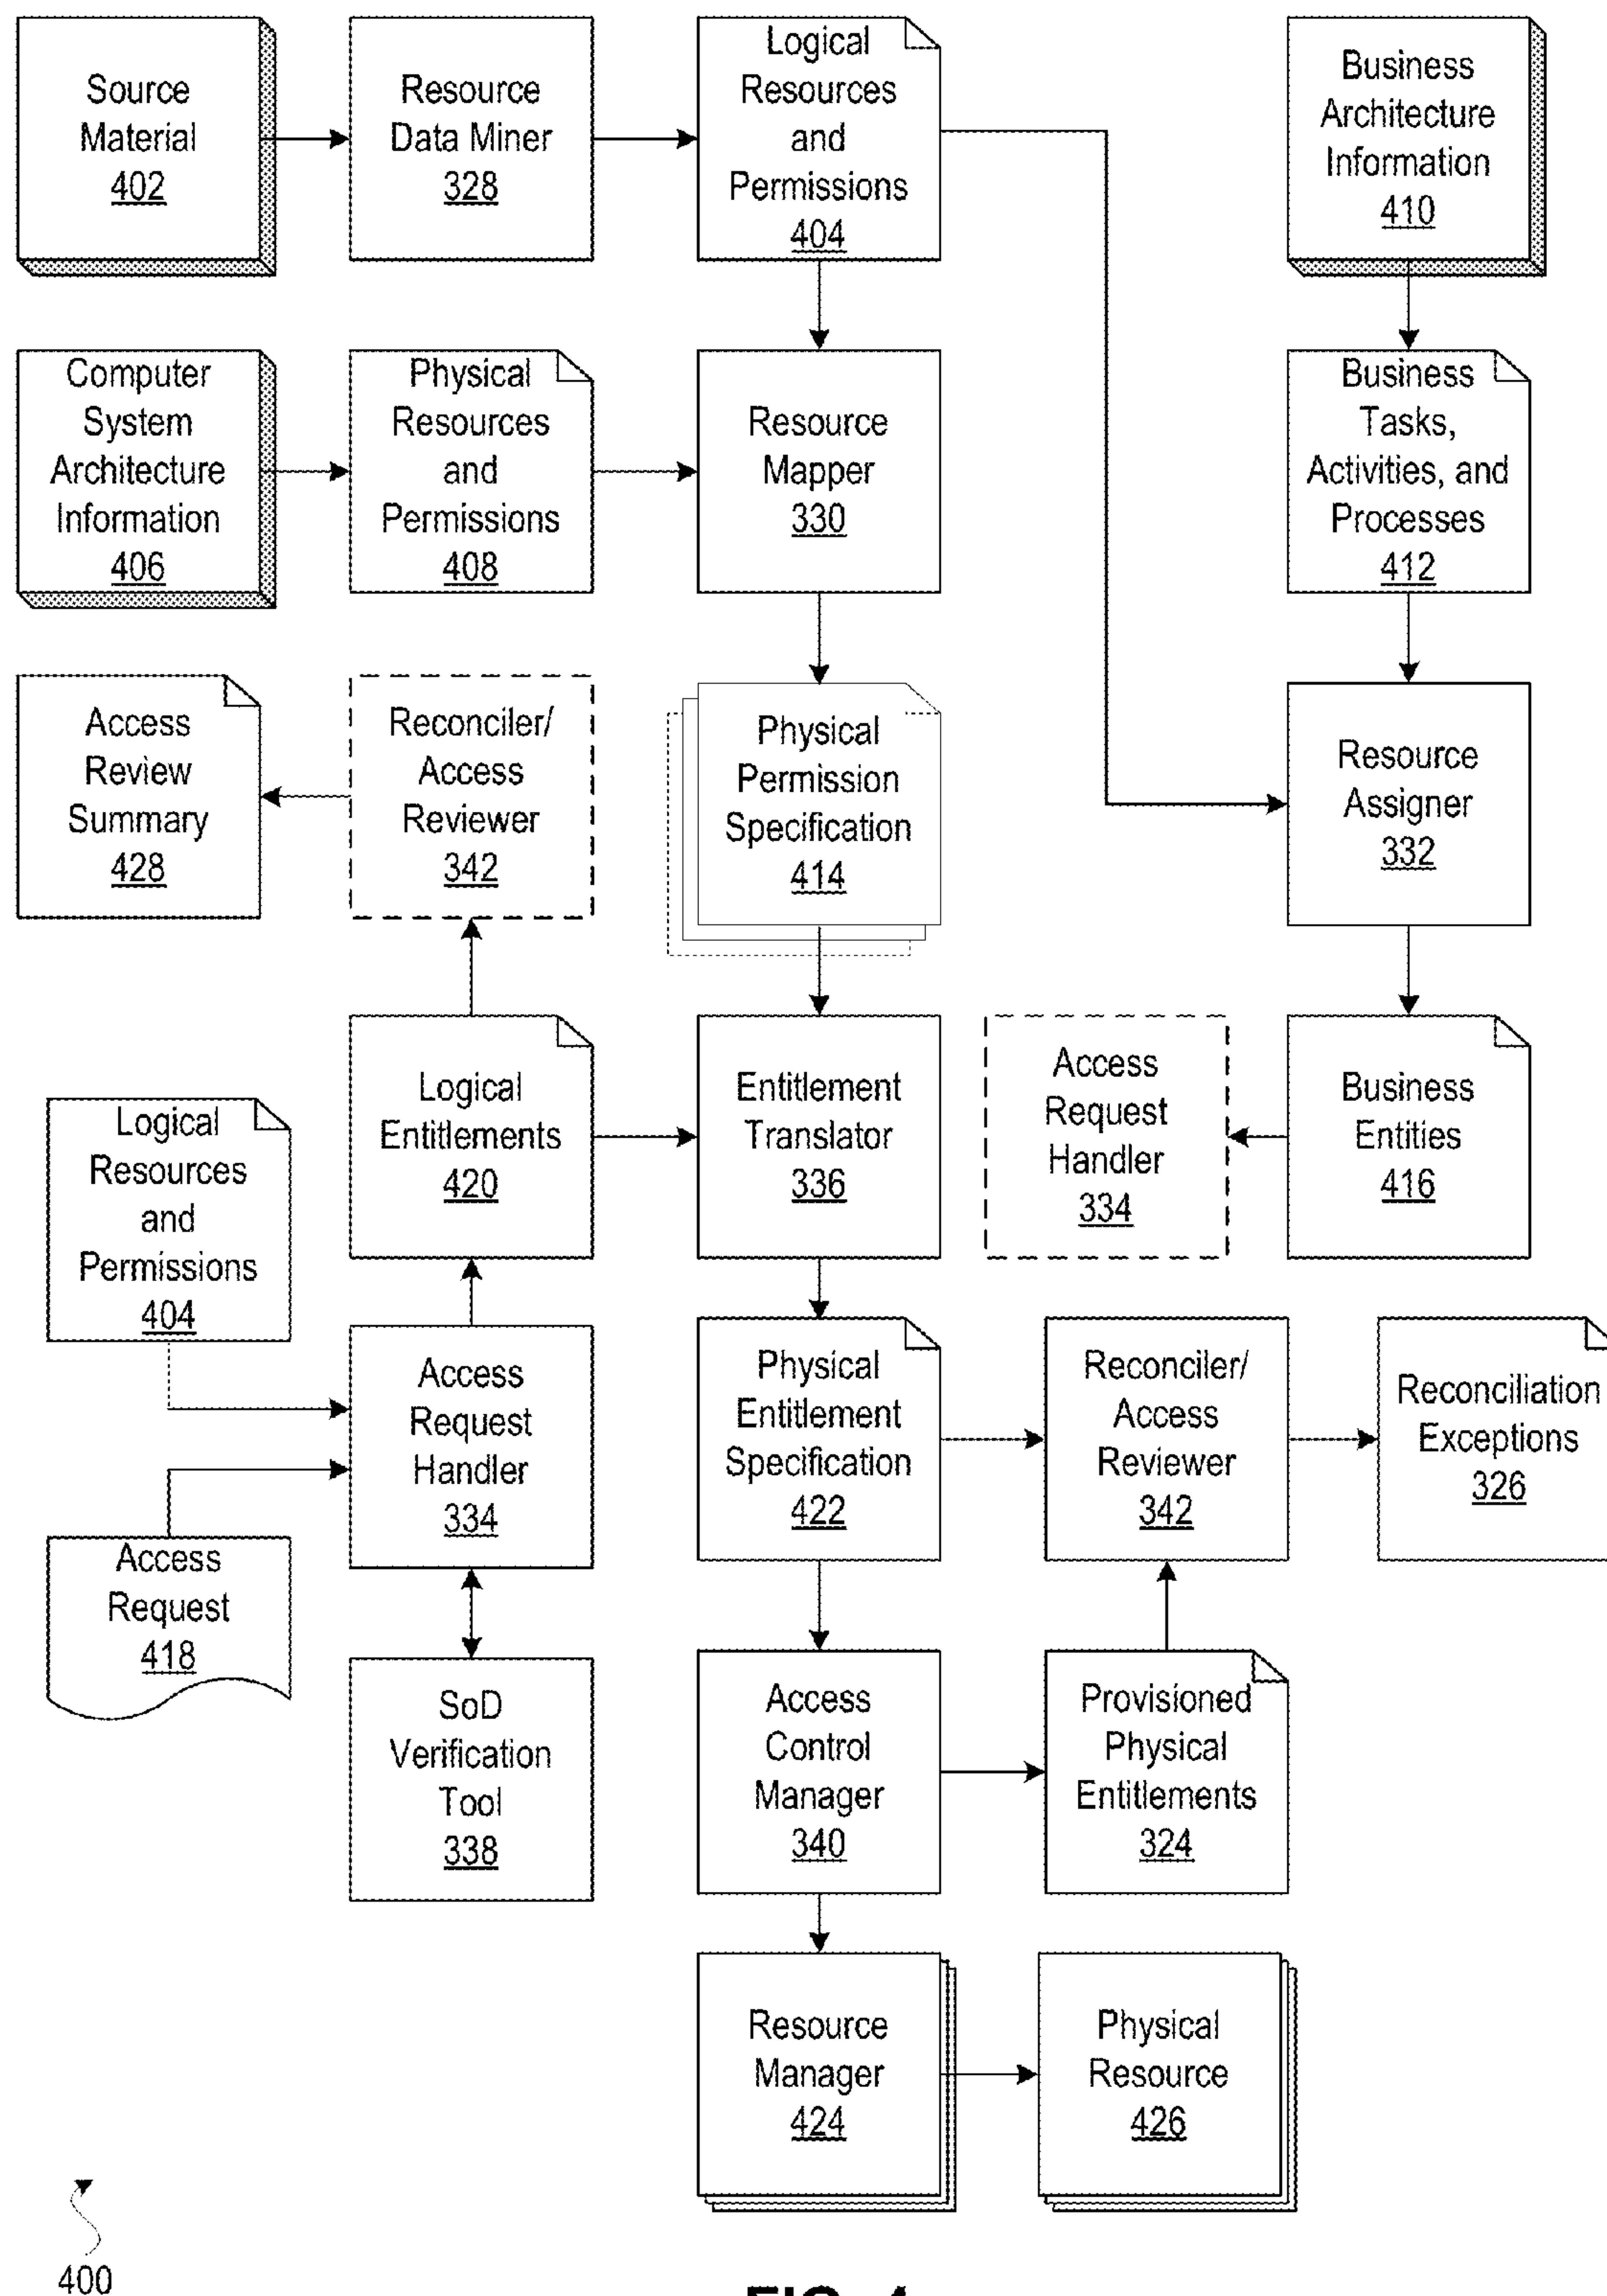 Source
Material
402
Resource
Data Miner
328
Logical
Resources
and
Permissions
404
Business
Architecture
Information
410
Computer
System
Architecture
Information
406
Physical
Resources
and
Permissions
408
Resource
Mapper
330
Business
Tasks,
Activities, and
Processes
412
Access
Review
Summary
428
Reconciler/
Access
Reviewer
342
Physical
Permission
Specification
414
Resource
Assigner
332
Logical
Resources
and
Permissions
404
Logical
Entitlements
420
Entitlement
Translator
336
Access
Request
Handler
334
Business
Entities
416
Access
Request
Handler
334
Physical
Entitlement
Specification
422
Reconciler/
Access
Reviewer
342
Reconciliation
Exceptions
326
Access
Request
418
SoD
Verification
Tool
338
Access
Control
Manager
340
Provisioned
Physical
Entitlements
324
Resource
Manager
424
Physical
Resource
426
400